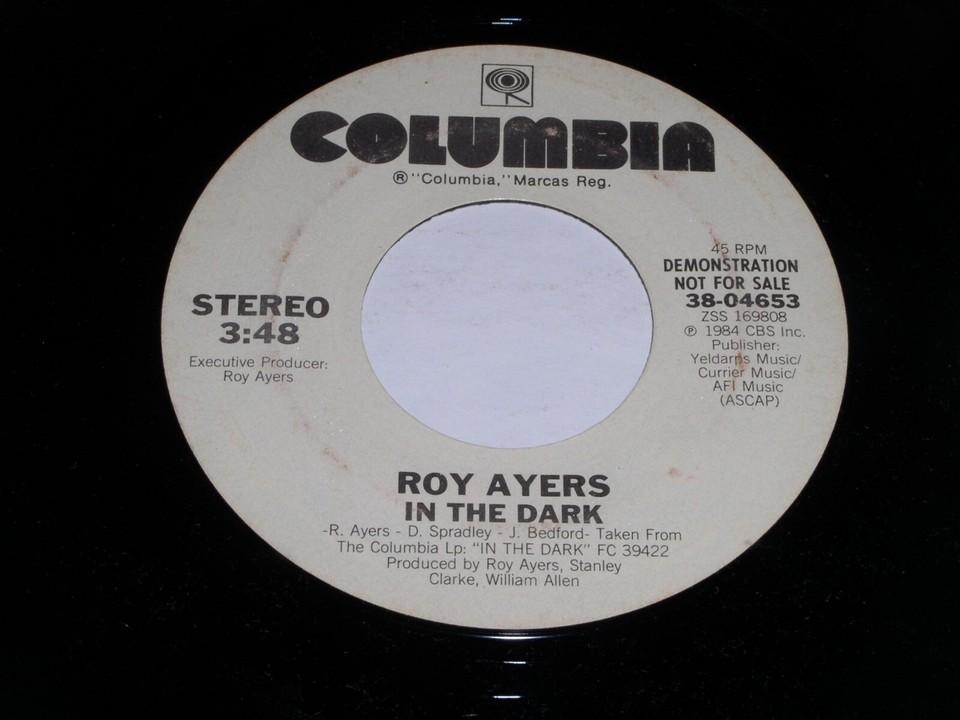 COLUMBIA
® "Columbia," Marcas Reg.
STEREO
3:48
Executive Producer:
Roy Ayers
45 RPM
DEMONSTRATION
NOT FOR SALE
38-04653
ZSS 169808
℗ 1984 CBS Inc.
Publisher:
Yeldarps Music/
Currier Music/
AFI Music
(ASCAP)
ROY AYERS
IN THE DARK
-R. Ayers - D. Spradley - J. Bedford- Taken From
The Columbia Lp: "IN THE DARK" FC 39422
Produced by Roy Ayers, Stanley
Clarke, William Allen